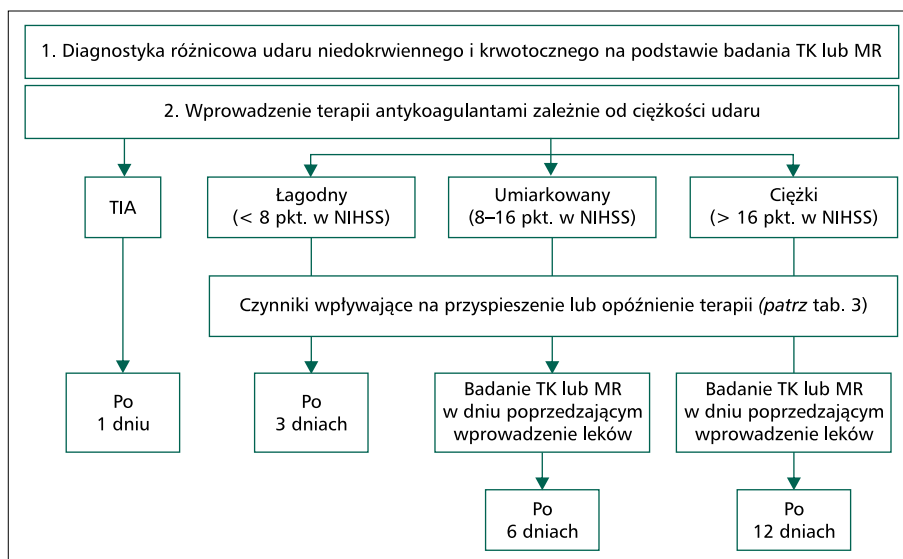 1. Diagnostyka różnicowa udaru niedokrwiennego i krwotocznego na podstawie badania TK lub MR
2. Wprowadzenie terapii antykoagulantami zależnie od ciężkości udaru
TIA
Łagodny
(< 8 pkt. w NIHSS)
Umiarkowany
(8–16 pkt. w NIHSS)
Ciężki
(> 16 pkt. w NIHSS)
Czynniki wpływające na przyspieszenie lub opóźnienie terapii (patrz tab. 3)
Po
1 dniu
Po
3 dniach
Badanie TK lub MR
w dniu poprzedzającym
wprowadzenie leków
Badanie TK lub MR
w dniu poprzedzającym
wprowadzenie leków
Po
6 dniach
Po
12 dniach